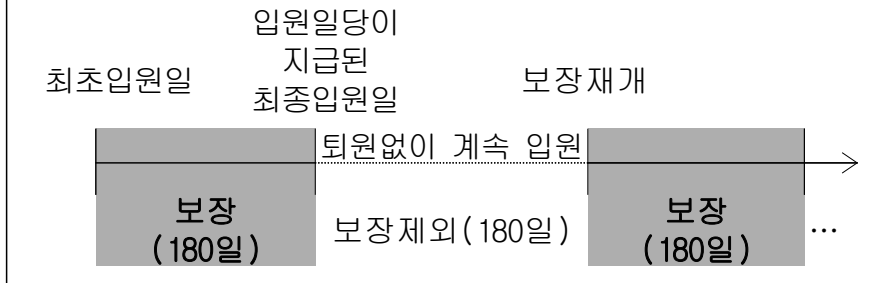 최초입원일
입원일당이
지급된
최종입원일
보장재개
퇴원없이 계속 입원
보장
(180일)
보장제외(180일)
보장
(180일)
…